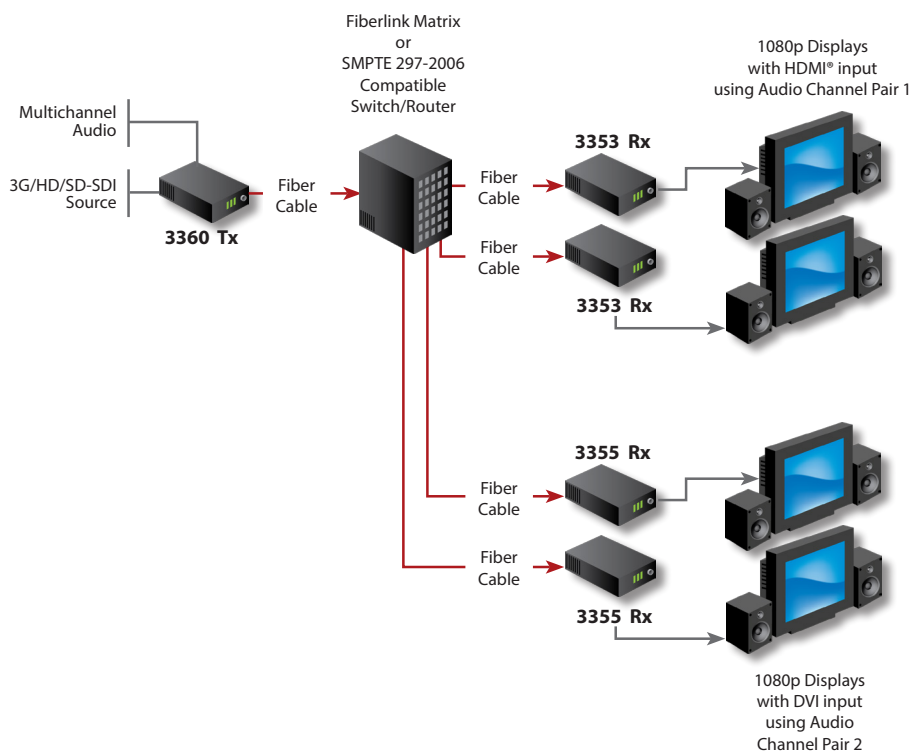 Fiberlink Matrix
or
SMPTE 297-2006
Compatible
Switch/Router
1080p Displays
with HDMI® input
using Audio Channel Pair 1
Multichannel
Audio
3G/HD/SD-SDI
Source
3360 Tx
Fiber
Cable
Fiber
Cable
3353 Rx
Fiber
Cable
3353 Rx
Fiber
Cable
3355 Rx
Fiber
Cable
3355 Rx
1080p Displays
with DVI input
using Audio
Channel Pair 2